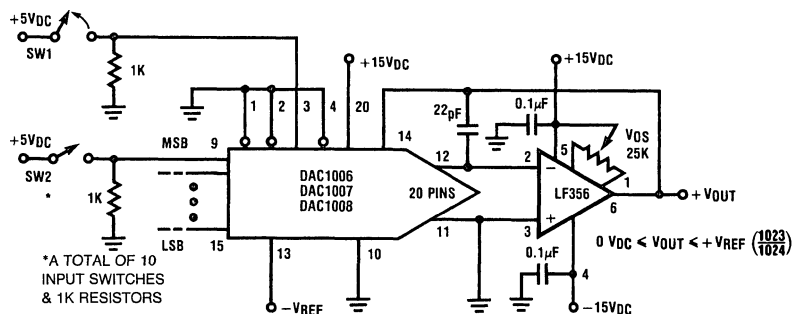 +5VDC
SW1
1K
+15VDC
+15VDC
1 2 3 4 20
0.1µF
22pF
VOS
25K
14
+5VDC
SW2
*
MSB 9
1K
DAC1006
DAC1007
DAC1008
20 PINS
12
2
−
5
LF356
1
6
+VOUT
+
3
11
LSB 15
13
10
0.1µF
4
0 VDC ≤ VOUT ≤ +VREF (1023/1024)
*A TOTAL OF 10
INPUT SWITCHES
& 1K RESISTORS
−VREF
−15VDC